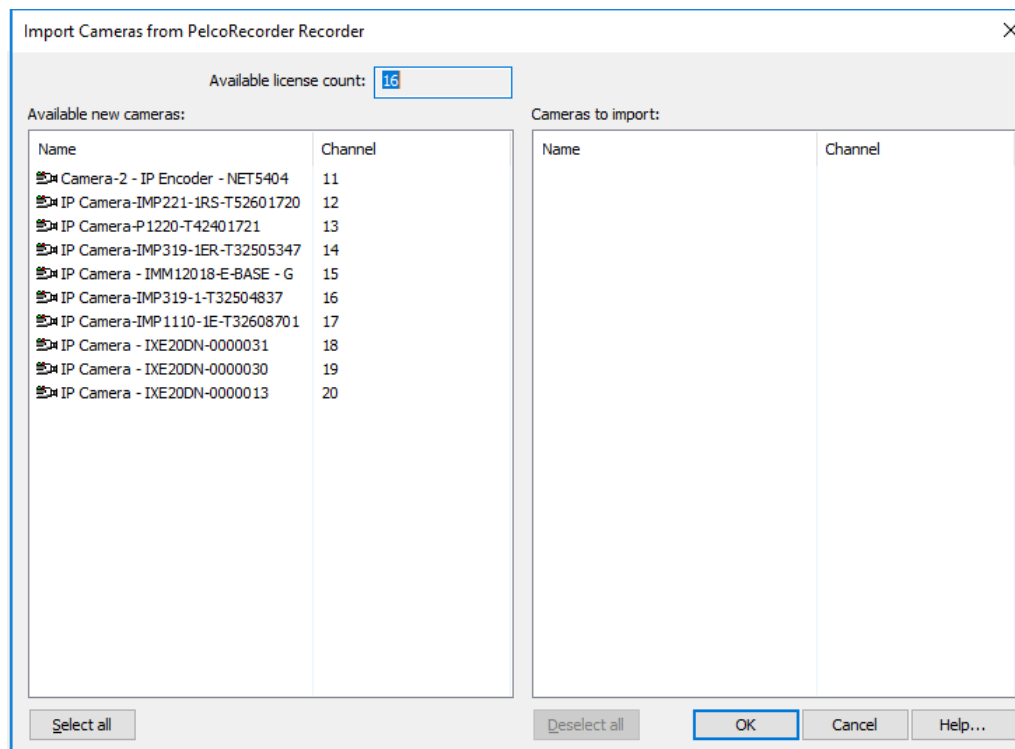 Import Cameras from PelcoRecorder Recorder
Available license count: 16
Available new cameras:
Name Channel
Camera-2 - IP Encoder - NET5404 11
IP Camera-IMP221-1RS-T52601720 12
IP Camera-P1220-T42401721 13
IP Camera-IMP319-1ER-T32505347 14
IP Camera - IMM12018-E-BASE - G 15
IP Camera-IMP319-1-T32504837 16
IP Camera-IMP1110-1E-T32608701 17
IP Camera - IXE20DN-0000031 18
IP Camera - IXE20DN-0000030 19
IP Camera - IXE20DN-0000013 20
Select all
Cameras to import:
Name Channel
Deselect all OK Cancel Help...